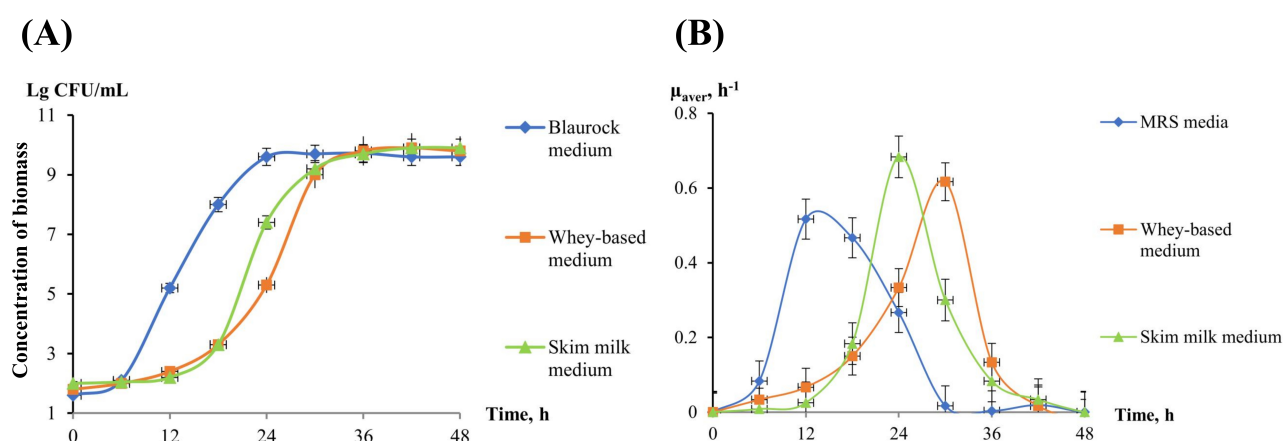 (A)
Lg CFU/mL
Concentration of biomass
11
9
7
5
3
1
0
12
24
36
48
Time, h
Blaurock
medium
Whey-based
medium
Skim milk
medium
(B)
μaver, h-1
0.8
0.6
0.4
0.2
0
0
12
24
36
48
Time, h
MRS media
Whey-based
medium
Skim milk medium